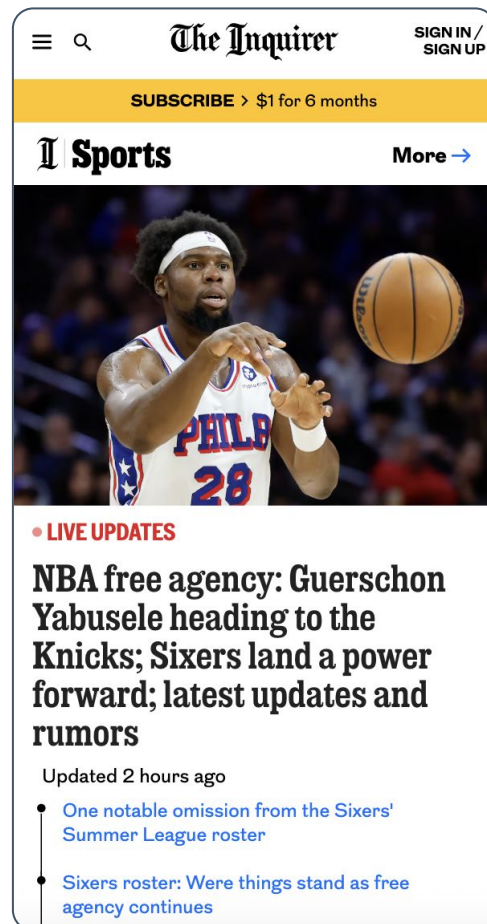 The Inquirer
SIGN IN /
SIGN UP
SUBSCRIBE > $1 for 6 months
I Sports
More →
Wilson
PHILA
28
• LIVE UPDATES
NBA free agency: Guerschon
Yabusele heading to the
Knicks; Sixers land a power
forward; latest updates and
rumors
Updated 2 hours ago
One notable omission from the Sixers'
Summer League roster
Sixers roster: Were things stand as free
agency continues